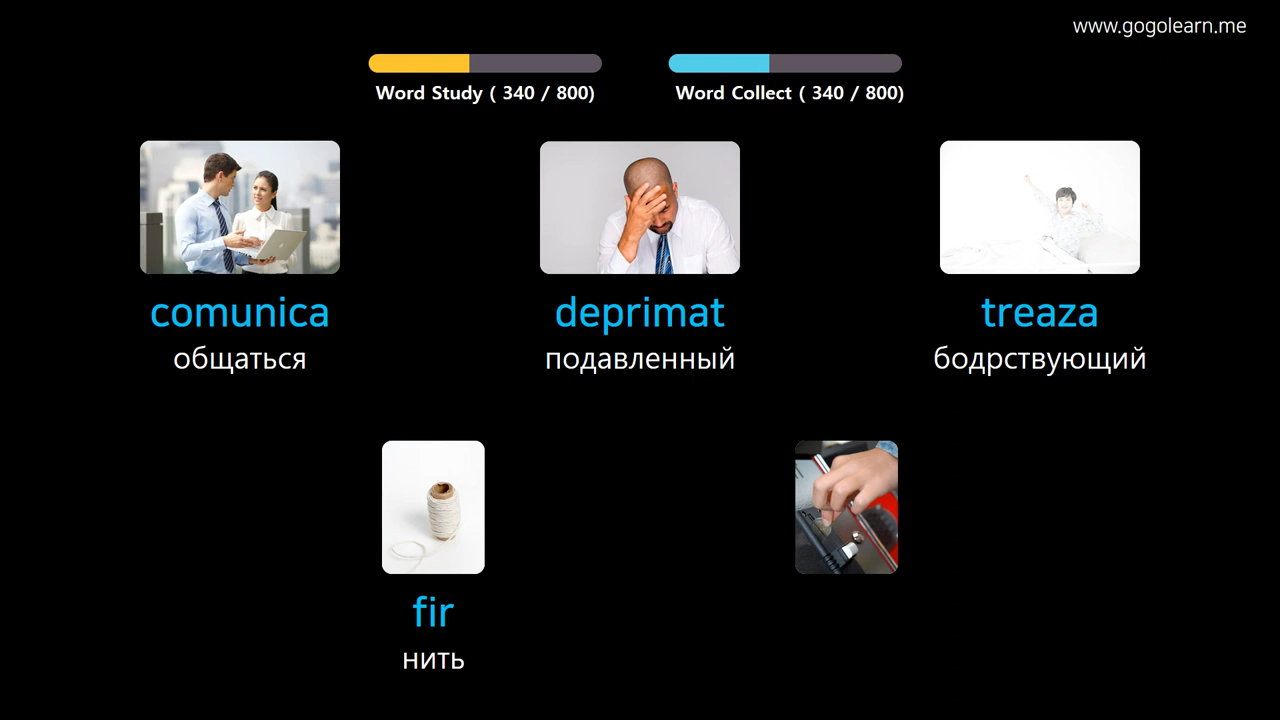 www.gogolearn.me
Word Study ( 340 / 800)
Word Collect ( 340 / 800)
comunica
общаться
deprimat
подавленный
treaza
бодрствующий
fir
нить